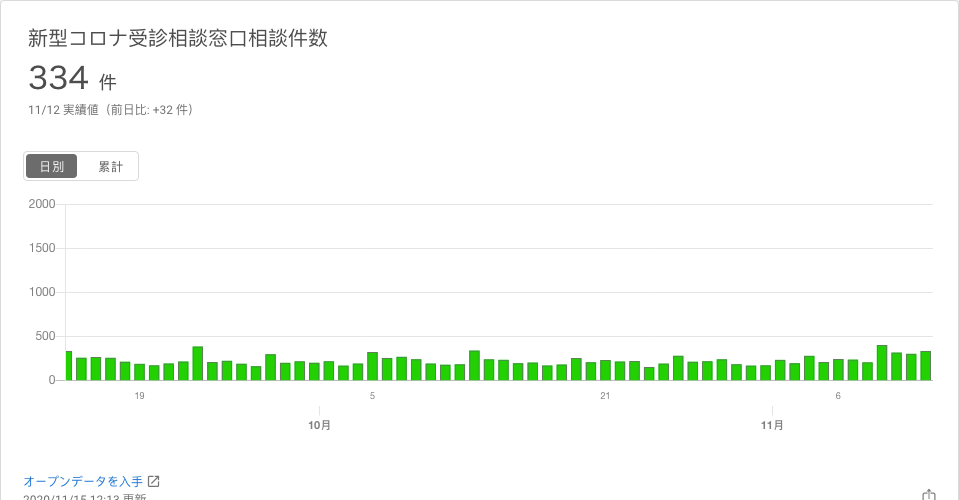 新型コロナ受診相談窓口相談件数
334 件
11/12 実績値（前日比: +32 件）
日別 累計
2000
1500
1000
500
0
19 5 21 6
10月 11月
オープンデータを入手
2020/11/15 12:13 更新